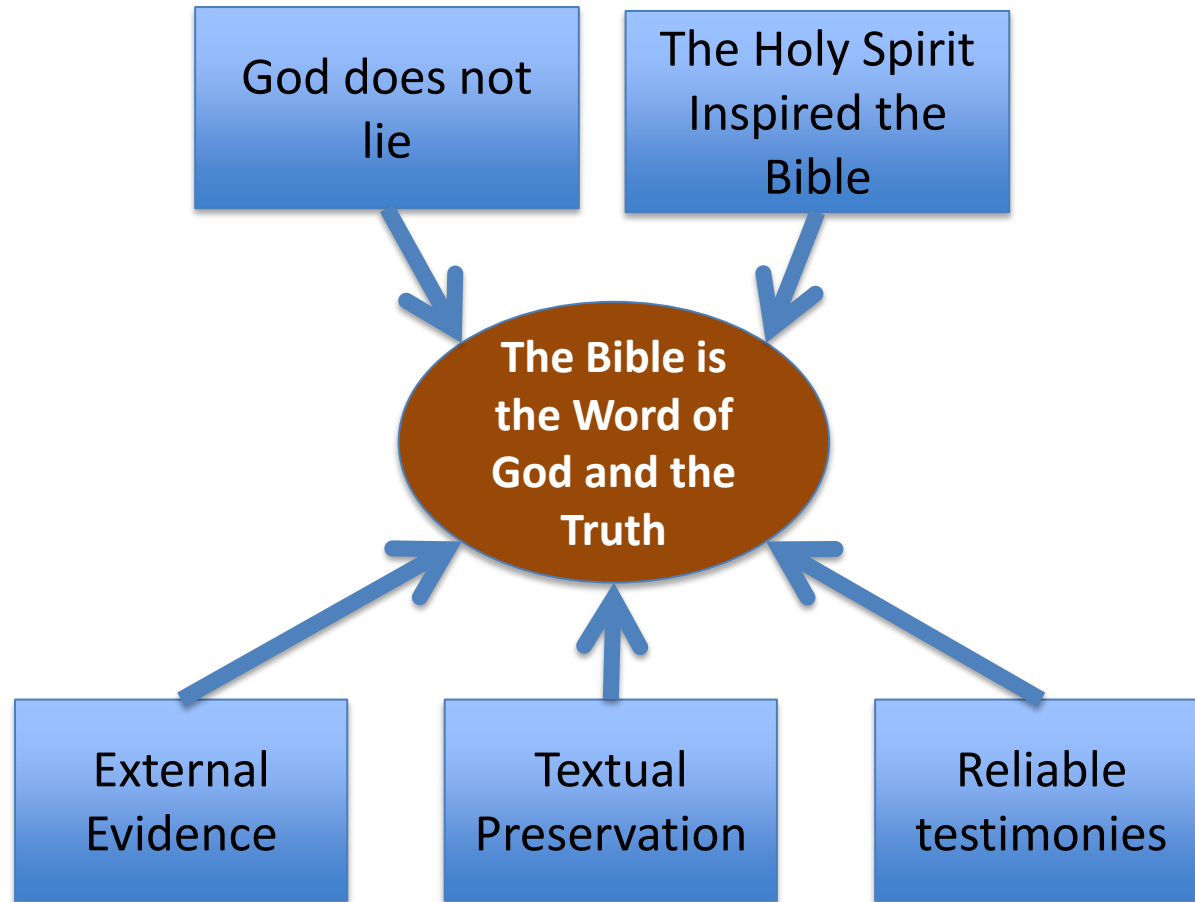 God does not
lie
The Holy Spirit
Inspired the
Bible
The Bible is
the Word of
God and the
Truth
External
Evidence
Textual
Preservation
Reliable
testimonies